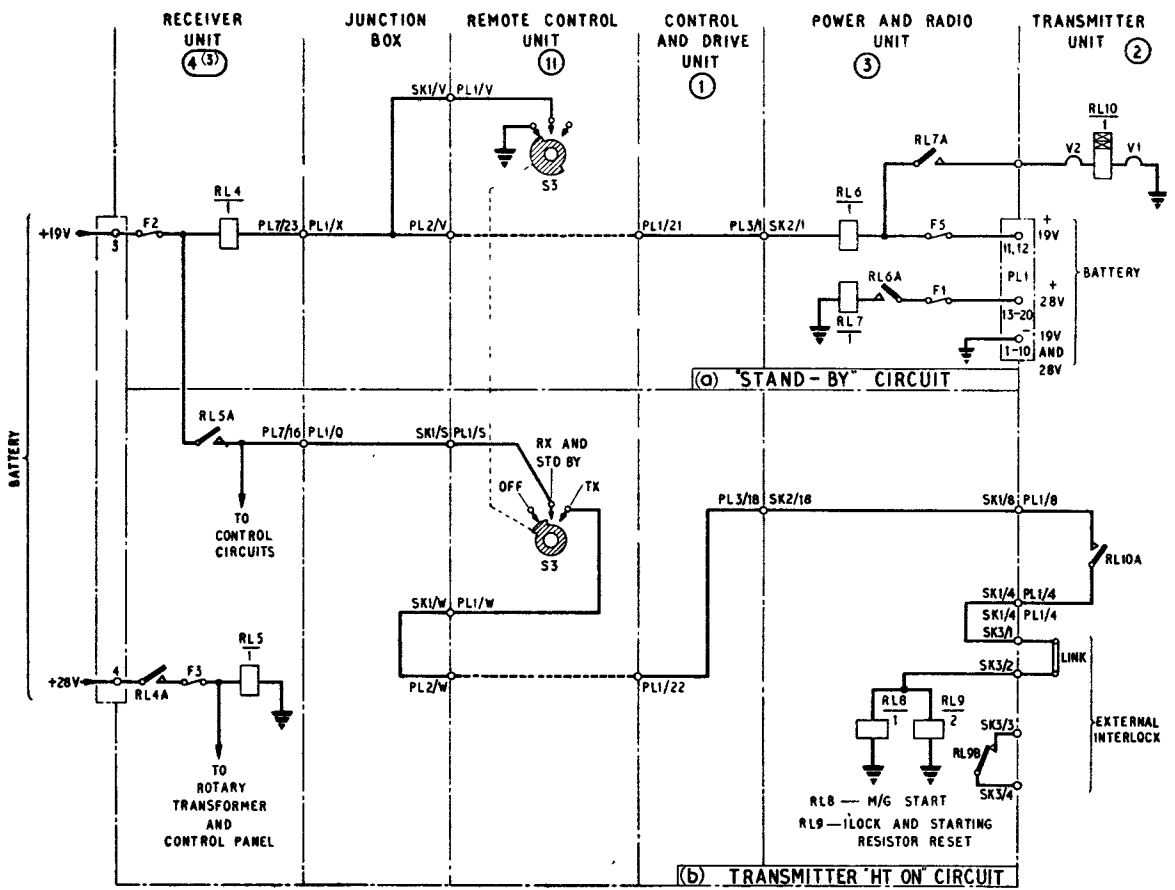 RECEIVER UNIT 4 (3)
JUNCTION BOX
REMOTE CONTROL UNIT 11
CONTROL AND DRIVE UNIT 1
POWER AND RADIO UNIT 3
TRANSMITTER UNIT 2
SK1/V PL1/V
S3
RL10
1
V2
V1
RL7A
RL4
1
RL6
1
+19V
3
F2
PL7/23 PL1/X
PL2/V
PL1/21
PL3/1 SK2/1
F5
+
19V
11, 12
RL6A
F1
PL1
+
28V
13-20
RL7
1
-
1-10
19V
AND
28V
BATTERY
(a) "STAND-BY" CIRCUIT
BATTERY
RL5A
PL7/16 PL1/Q
SK1/S PL1/S
RX AND
STD BY
OFF
TX
S3
TO
CONTROL
CIRCUITS
PL3/18 SK2/18
SK1/8 PL1/8
RL10A
SK1/W PL1/W
SK1/4 PL1/4
SK1/4 PL1/4
SK3/1
LINK
SK3/2
PL2/W
PL1/22
RL5
1
+28V
4
RL4A
F3
RL8
1
RL9
2
SK3/3
RL9B
SK3/4
EXTERNAL
INTERLOCK
TO
ROTARY
TRANSFORMER
AND
CONTROL PANEL
RL8 — M/G START
RL9 — ILOCK AND STARTING
RESISTOR RESET
(b) TRANSMITTER "HT ON" CIRCUIT